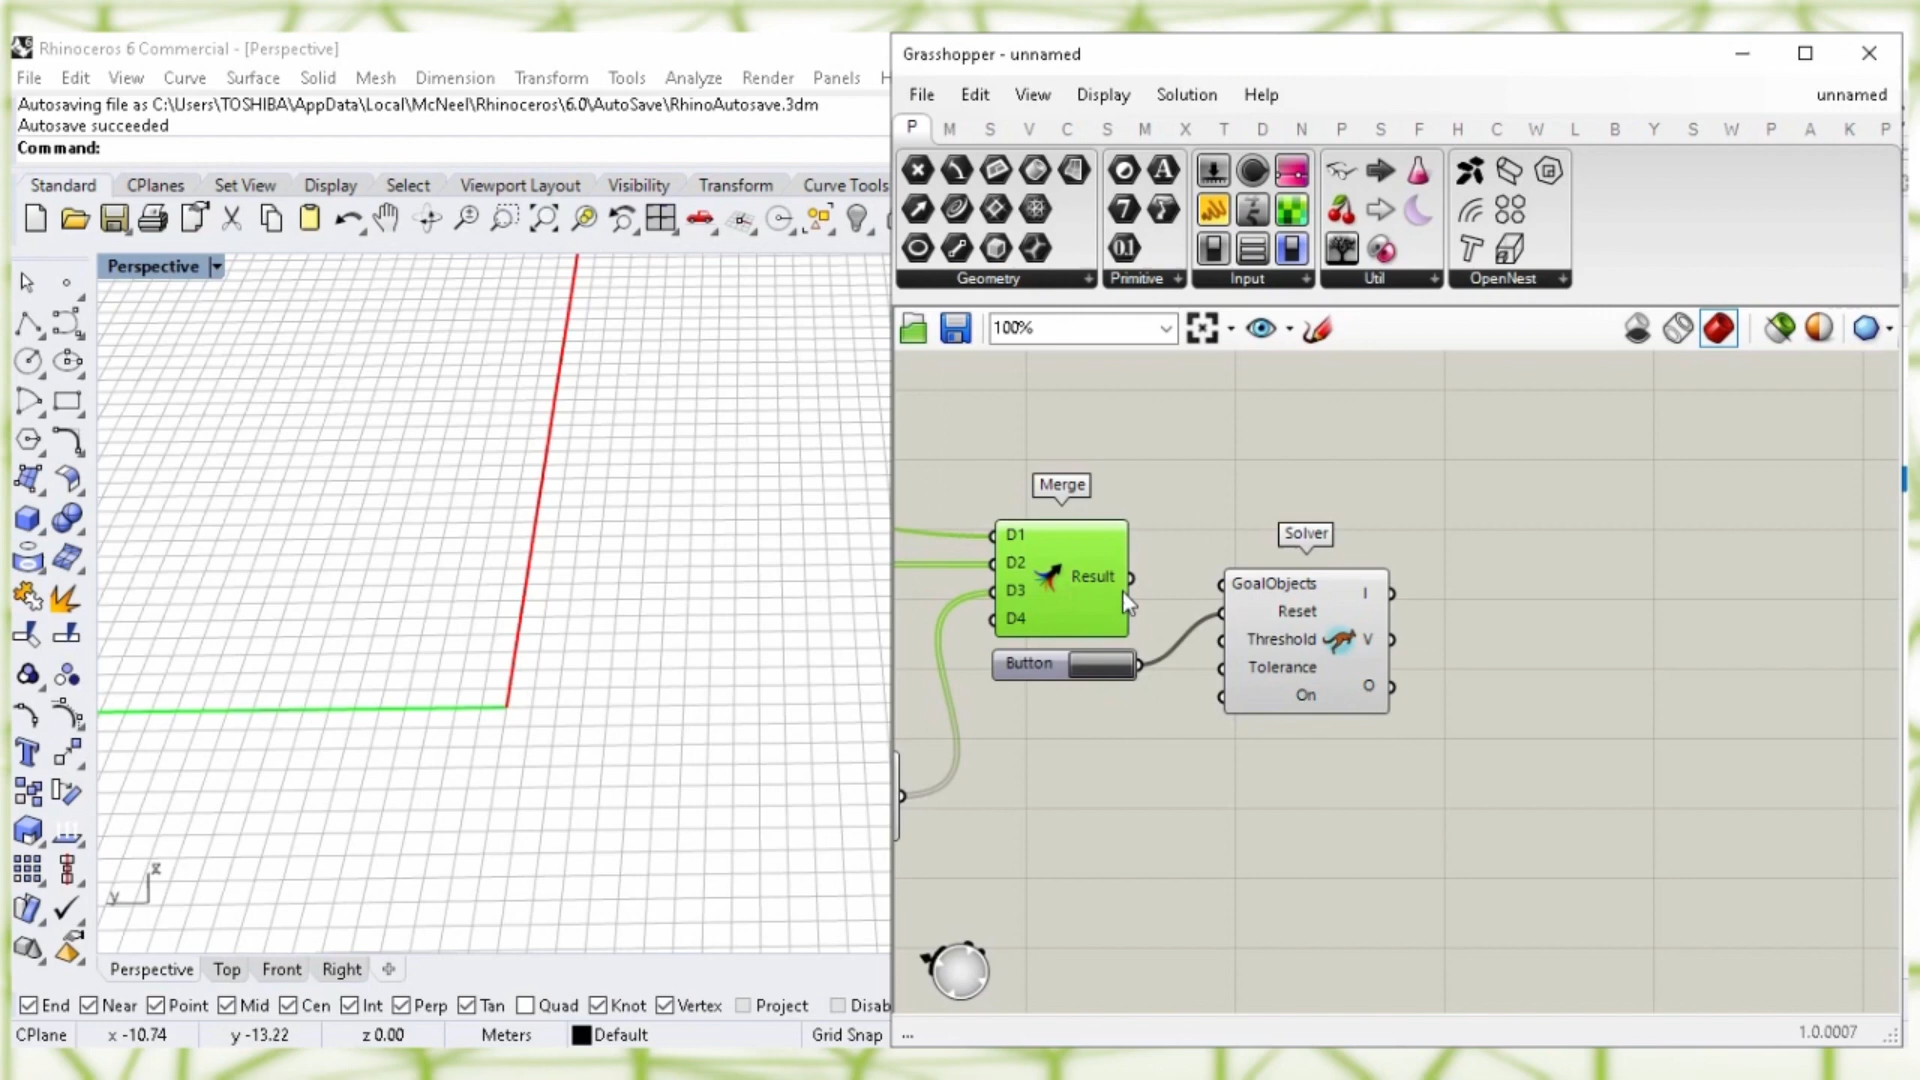 Rhinoceros 6 Commercial - [Perspective]
File Edit View Curve Surface Solid Mesh Dimension Transform Tools Analyze Render Panels H
Autosaving file as C:\Users\TOSHIBA\AppData\Local\McNeel\Rhinoceros\6.0\AutoSave\RhinoAutosave.3dm
Autosave succeeded
Command:
Standard CPlanes Set View Display Select Viewport Layout Visibility Transform Curve Tools
Perspective
z
y
Perspective Top Front Right
End Near Point Mid Cen Int Perp Tan Quad Knot Vertex Project Disab
CPlane x -10.74 y -13.22 z 0.00 Meters Default Grid Snap
Grasshopper - unnamed
File Edit View Display Solution Help unnamed
P M S V C S M X T D N P S F H C W L B Y S W P A K P
Geometry Primitive Input Util OpenNest
100%
Merge
D1
D2
D3
D4
Result
Button
Solver
GoalObjects
Reset
Threshold
Tolerance
On
I
V
O
...
1.0.0007